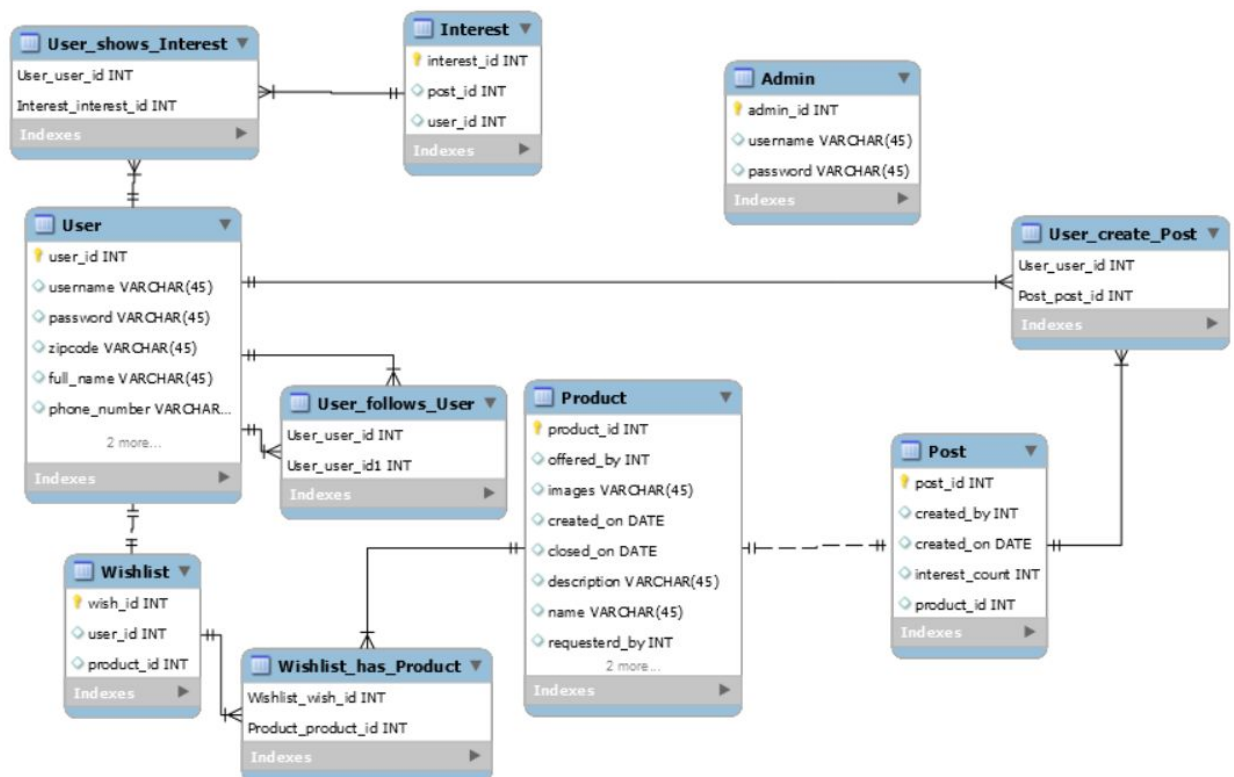 User_shows_Interest
User_user_id INT
Interest_interest_id INT
Indexes
Interest
interest_id INT
post_id INT
user_id INT
Indexes
Admin
admin_id INT
username VARCHAR(45)
password VARCHAR(45)
Indexes
User
user_id INT
username VARCHAR(45)
password VARCHAR(45)
zipcode VARCHAR(45)
full_name VARCHAR(45)
phone_number VARCHAR...
2 more...
Indexes
User_create_Post
User_user_id INT
Post_post_id INT
Indexes
User_follows_User
User_user_id INT
User_user_id1 INT
Indexes
Product
product_id INT
offered_by INT
images VARCHAR(45)
created_on DATE
closed_on DATE
description VARCHAR(45)
name VARCHAR(45)
requesterd_by INT
2 more...
Indexes
Post
post_id INT
created_by INT
created_on DATE
interest_count INT
product_id INT
Indexes
Wishlist
wish_id INT
user_id INT
product_id INT
Indexes
Wishlist_has_Product
Wishlist_wish_id INT
Product_product_id INT
Indexes